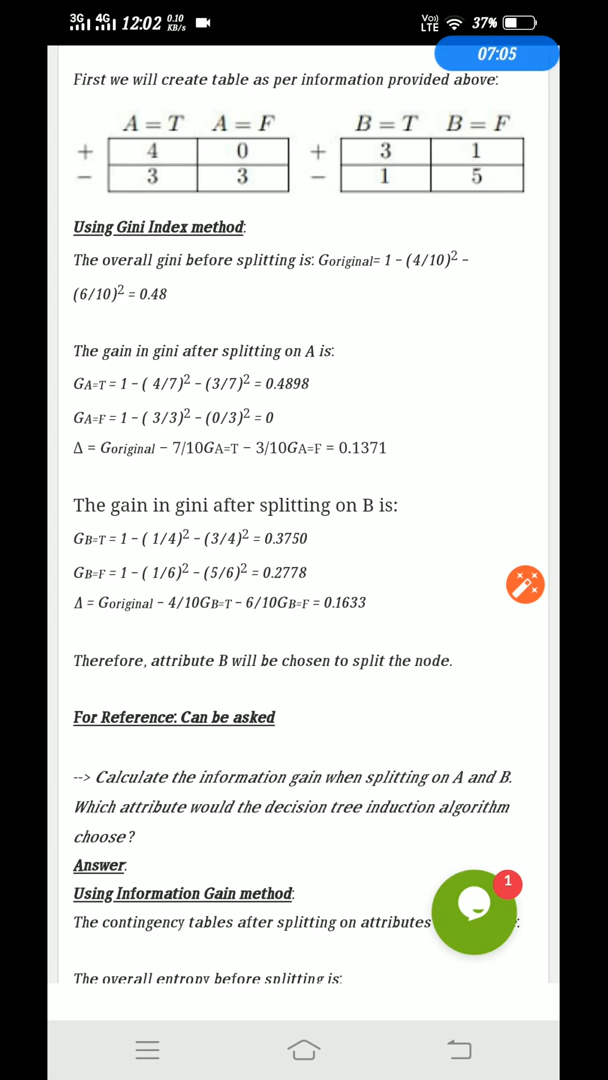 3G 4G 12:02 0.10 KB/s Vo)) LTE 37%
07:05
First we will create table as per information provided above:
A = T A = F B = T B = F
+ 4 0 + 3 1
− 3 3 − 1 5
Using Gini Index method:
The overall gini before splitting is: Goriginal= 1 − (4/10)² −
(6/10)² = 0.48
The gain in gini after splitting on A is:
GA=T = 1 − ( 4/7)² − (3/7)² = 0.4898
GA=F = 1 − ( 3/3)² − (0/3)² = 0
Δ = Goriginal − 7/10GA=T − 3/10GA=F = 0.1371
The gain in gini after splitting on B is:
GB=T = 1 − ( 1/4)² − (3/4)² = 0.3750
GB=F = 1 − ( 1/6)² − (5/6)² = 0.2778
Δ = Goriginal − 4/10GB=T − 6/10GB=F = 0.1633
Therefore, attribute B will be chosen to split the node.
For Reference: Can be asked
--> Calculate the information gain when splitting on A and B.
Which attribute would the decision tree induction algorithm
choose?
Answer:
Using Information Gain method:
1
The contingency tables after splitting on attributes :
The overall entropy before splitting is: